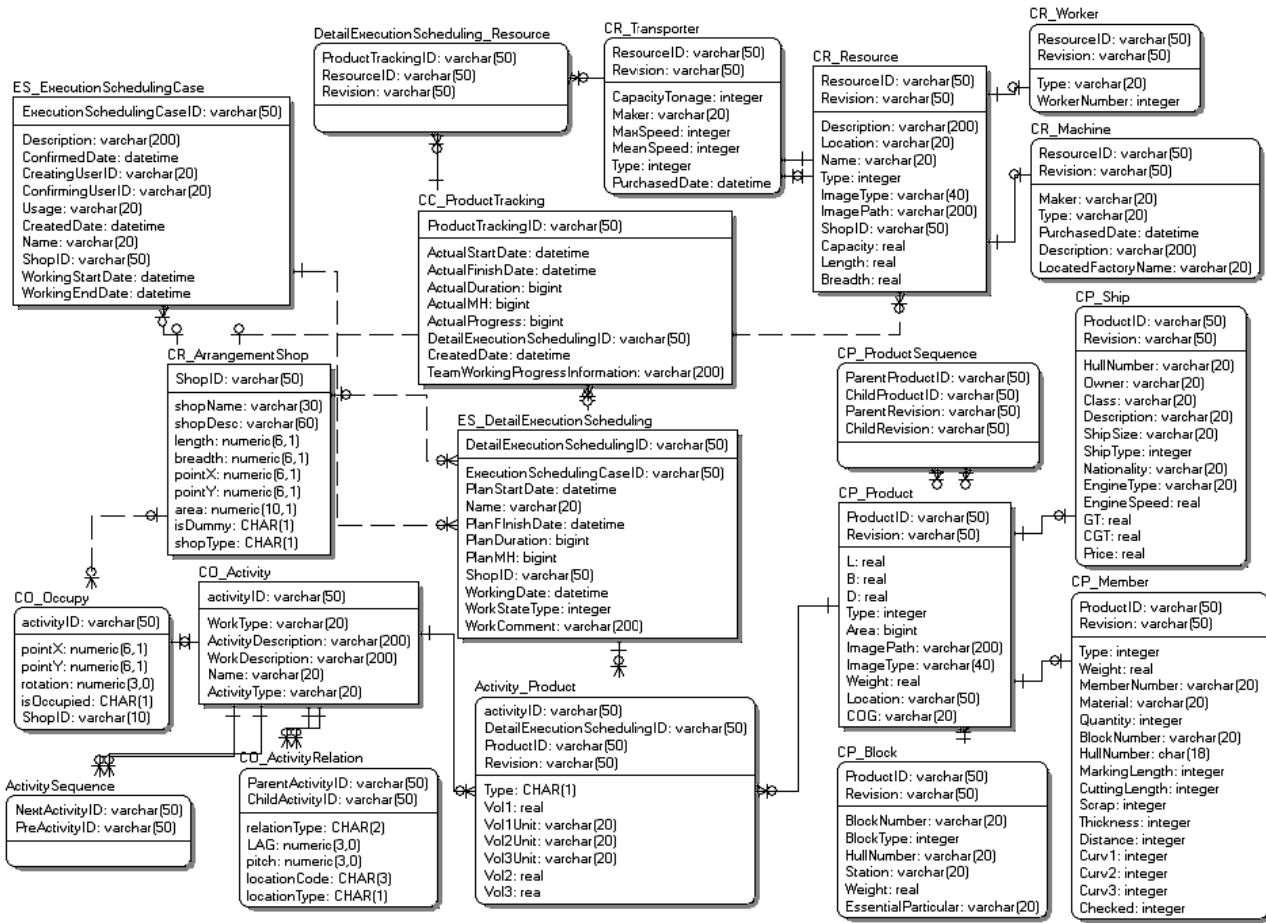 DetailExecutionScheduling_Resource
ProductTrackingID: varchar(50)
ResourceID: varchar(50)
Revision: varchar(50)
CR_Transporter
ResourceID: varchar(50)
Revision: varchar(50)
CapacityTonage: integer
Maker: varchar(20)
MaxSpeed: integer
MeanSpeed: integer
Type: integer
PurchasedDate: datetime
CR_Resource
ResourceID: varchar(50)
Revision: varchar(50)
Description: varchar(200)
Location: varchar(20)
Name: varchar(20)
Type: integer
ImageType: varchar(40)
ImagePath: varchar(200)
ShopID: varchar(50)
Capacity: real
Length: real
Breadth: real
CR_Worker
ResourceID: varchar(50)
Revision: varchar(50)
Type: varchar(20)
WorkerNumber: integer
CR_Machine
ResourceID: varchar(50)
Revision: varchar(50)
Maker: varchar(20)
Type: varchar(20)
PurchasedDate: datetime
Description: varchar(200)
LocatedFactoryName: varchar(20)
ES_ExecutionSchedulingCase
ExecutionSchedulingCaseID: varchar(50)
Description: varchar(200)
ConfirmedDate: datetime
CreatingUserID: varchar(20)
ConfirmingUserID: varchar(20)
Usage: varchar(20)
CreatedDate: datetime
Name: varchar(20)
ShopID: varchar(50)
WorkingStartDate: datetime
WorkingEndDate: datetime
CC_ProductTracking
ProductTrackingID: varchar(50)
ActualStartDate: datetime
ActualFinishDate: datetime
ActualDuration: bigint
ActualMH: bigint
ActualProgress: bigint
DetailExecutionSchedulingID: varchar(50)
CreatedDate: datetime
TeamWorkingProgressInformation: varchar(200)
CP_Ship
ProductID: varchar(50)
Revision: varchar(50)
HullNumber: varchar(20)
Owner: varchar(20)
Class: varchar(20)
Description: varchar(20)
ShipSize: varchar(20)
ShipType: integer
Nationality: varchar(20)
EngineType: varchar(20)
EngineSpeed: real
GT: real
CGT: real
Price: real
CR_ArrangementShop
ShopID: varchar(50)
shopName: varchar(30)
shopDesc: varchar(60)
length: numeric(6,1)
breadth: numeric(6,1)
pointX: numeric(6,1)
pointY: numeric(6,1)
area: numeric(10,1)
isDummy: CHAR(1)
shopType: CHAR(1)
CP_ProductSequence
ParentProductID: varchar(50)
ChildProductID: varchar(50)
ParentRevision: varchar(50)
ChildRevision: varchar(50)
ES_DetailExecutionScheduling
DetailExecutionSchedulingID: varchar(50)
ExecutionSchedulingCaseID: varchar(50)
PlanStartDate: datetime
Name: varchar(20)
PlanFInishDate: datetime
PlanDuration: bigint
PlanMH: bigint
ShopID: varchar(50)
WorkingDate: datetime
WorkStateType: integer
WorkComment: varchar(200)
CP_Product
ProductID: varchar(50)
Revision: varchar(50)
L: real
B: real
D: real
Type: integer
Area: bigint
ImagePath: varchar(200)
ImageType: varchar(40)
Weight: real
Location: varchar(50)
COG: varchar(20)
CP_Member
ProductID: varchar(50)
Revision: varchar(50)
Type: integer
Weight: real
MemberNumber: varchar(20)
Material: varchar(20)
Quantity: integer
BlockNumber: varchar(20)
HullNumber: char(18)
MarkingLength: integer
CuttingLength: integer
Scrap: integer
Thickness: integer
Distance: integer
Curv1: integer
Curv2: integer
Curv3: integer
Checked: integer
CO_Occupy
activityID: varchar(50)
pointX: numeric(6,1)
pointY: numeric(6,1)
rotation: numeric(3,0)
isOccupied: CHAR(1)
ShopID: varchar(10)
CO_Activity
activityID: varchar(50)
WorkType: varchar(20)
ActivityDescription: varchar(200)
WorkDescription: varchar(200)
Name: varchar(20)
ActivityType: varchar(20)
Activity_Product
activityID: varchar(50)
DetailExecutionSchedulingID: varchar(50)
ProductID: varchar(50)
Revision: varchar(50)
Type: CHAR(1)
Vol1: real
Vol1Unit: varchar(20)
Vol2Unit: varchar(20)
Vol3Unit: varchar(20)
Vol2: real
Vol3: rea
CP_Block
ProductID: varchar(50)
Revision: varchar(50)
BlockNumber: varchar(20)
BlockType: integer
HullNumber: varchar(20)
Station: varchar(20)
Weight: real
EssentialParticular: varchar(20)
ActivitySequence
NextActivityID: varchar(50)
PreActivityID: varchar(50)
CO_ActivityRelation
ParentActivityID: varchar(50)
ChildActivityID: varchar(50)
relationType: CHAR(2)
LAG: numeric(3,0)
pitch: numeric(3,0)
locationCode: CHAR(3)
locationType: CHAR(1)